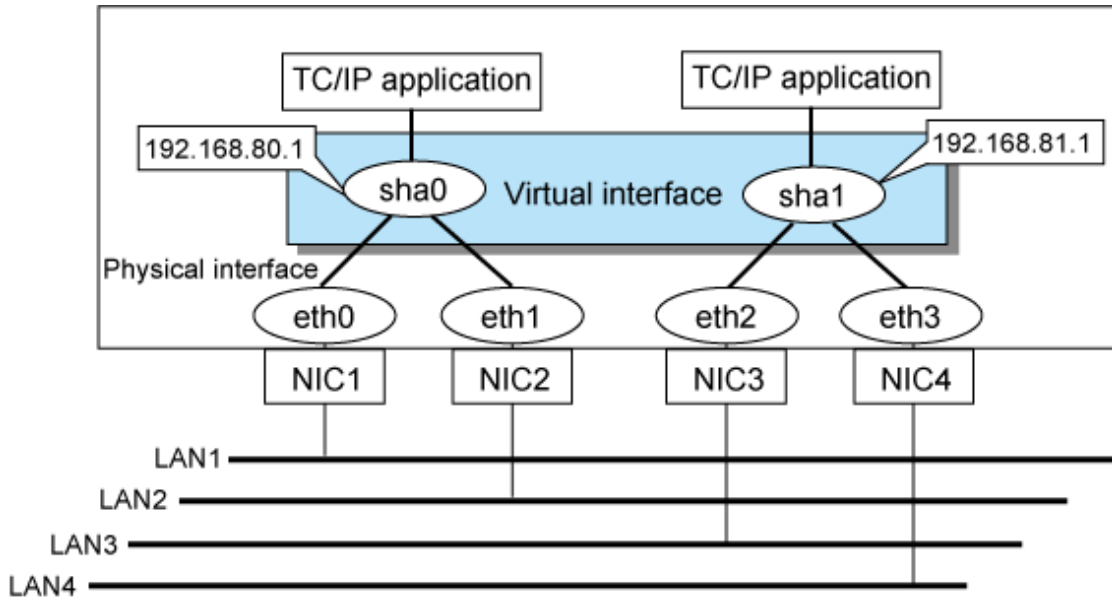 TC/IP application
TC/IP application
192.168.80.1
192.168.81.1
sha0
Virtual interface
sha1
Physical interface
eth0
eth1
eth2
eth3
NIC1
NIC2
NIC3
NIC4
LAN1
LAN2
LAN3
LAN4